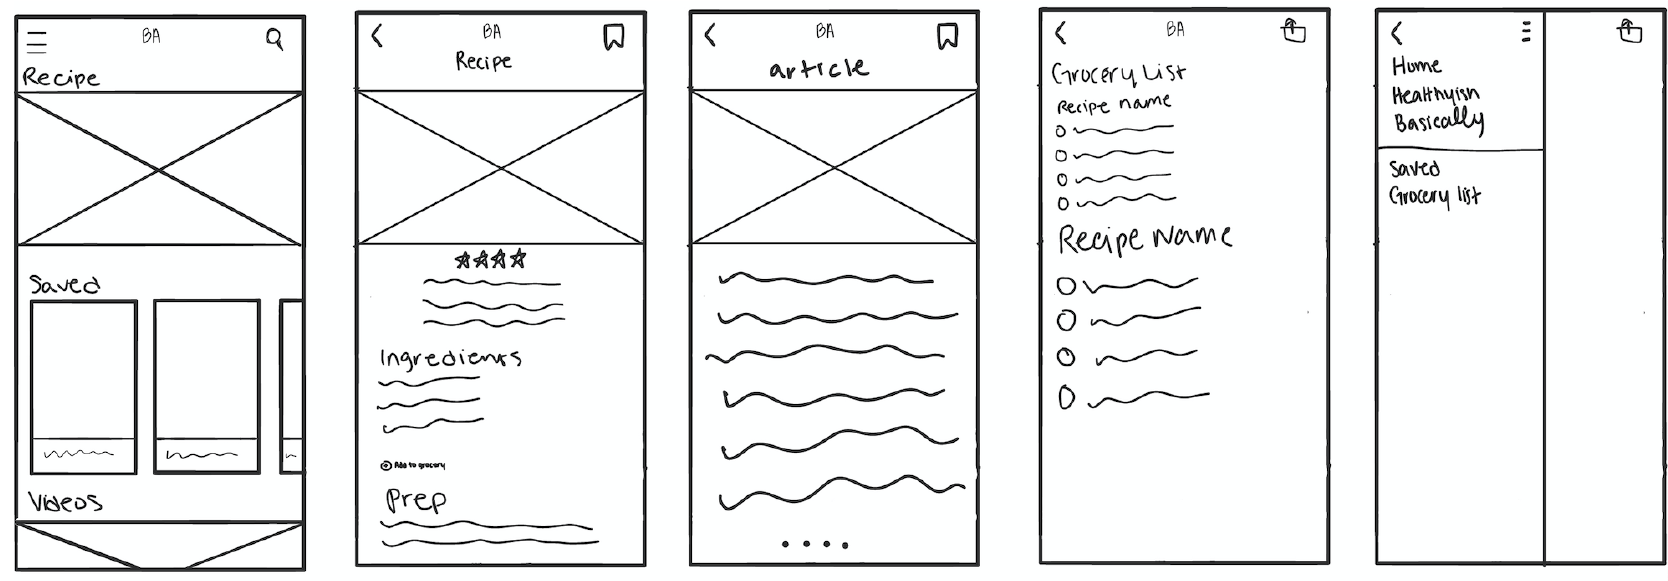 BA
Recipe
Saved
Videos
BA
Recipe
Ingredients
Add to grocery
Prep
BA
article
BA
Grocery List
Recipe name
Recipe Name
Home
Healthyish
Basically
Saved
Grocery list